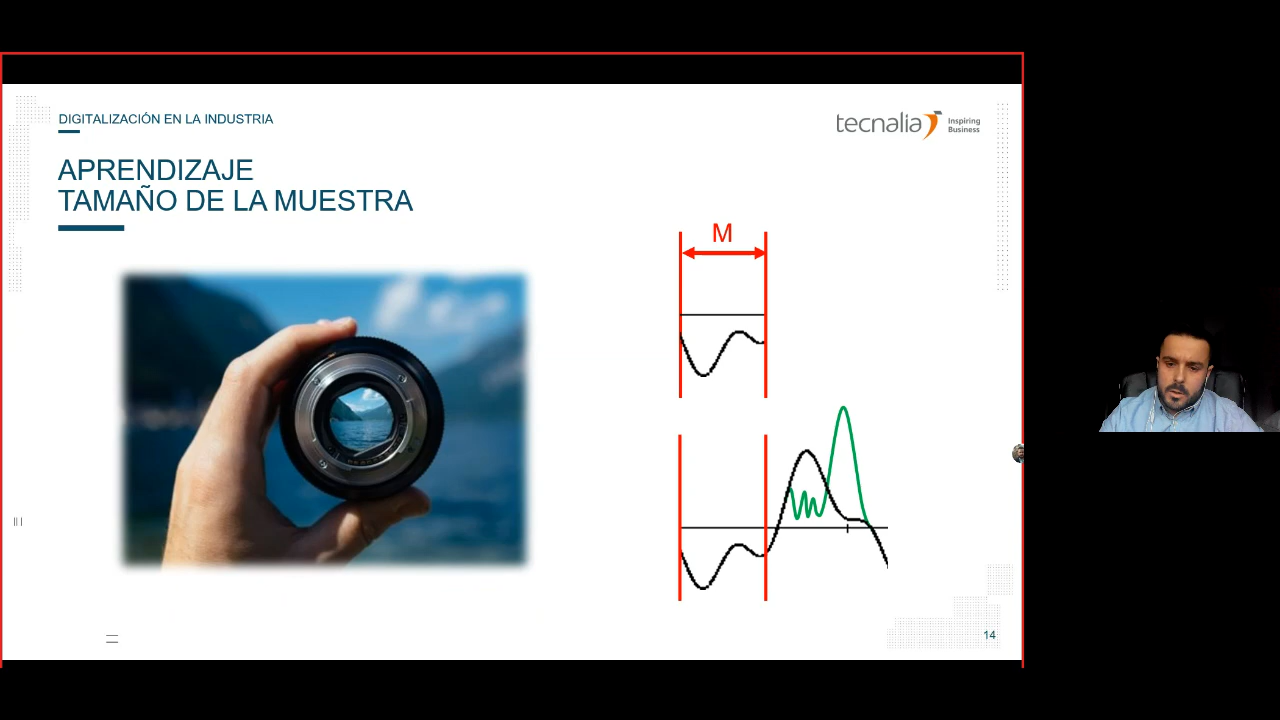 DIGITALIZACIÓN EN LA INDUSTRIA
tecnalia Inspiring
Business
APRENDIZAJE
TAMAÑO DE LA MUESTRA
M
14